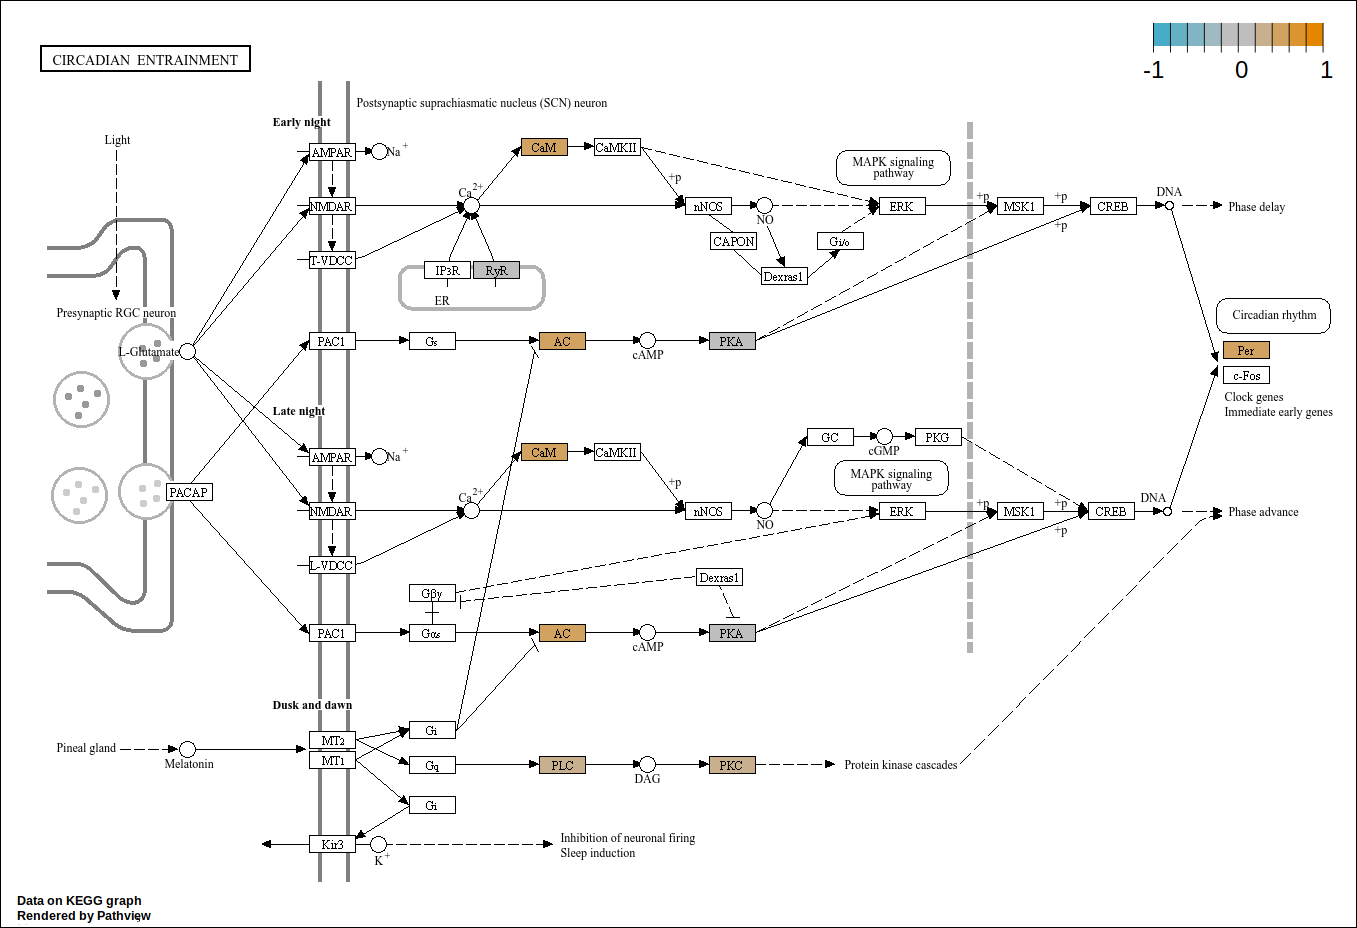 CIRCADIAN ENTRAINMENT
-1 0 1
Postsynaptic suprachiasmatic nucleus (SCN) neuron
Early night
Light
AMPAR
Na+
CaM
CaMKII
MAPK signaling
pathway
+p
Ca2+
NMDAR
nNOS
NO
ERK
+p
MSK1
+p
CREB
DNA
Phase delay
+p
CAPON
Gi/o
T-VDCC
IP3R
RyR
Dexras1
ER
Presynaptic RGC neuron
Circadian rhythm
L-Glutamate
PAC1
Gs
AC
cAMP
PKA
Per
c-Fos
Clock genes
Immediate early genes
Late night
AMPAR
Na+
CaM
CaMKII
GC
cGMP
PKG
MAPK signaling
pathway
+p
PACAP
Ca2+
NMDAR
nNOS
NO
ERK
+p
MSK1
+p
CREB
DNA
Phase advance
+p
L-VDCC
Gβγ
Dexras1
PAC1
Gαs
AC
cAMP
PKA
Dusk and dawn
Gi
Pineal gland
Melatonin
MT2
MT1
Gq
PLC
DAG
PKC
Protein kinase cascades
Gi
Kir3
K+
Inhibition of neuronal firing
Sleep induction
Data on KEGG graph
Rendered by Pathview